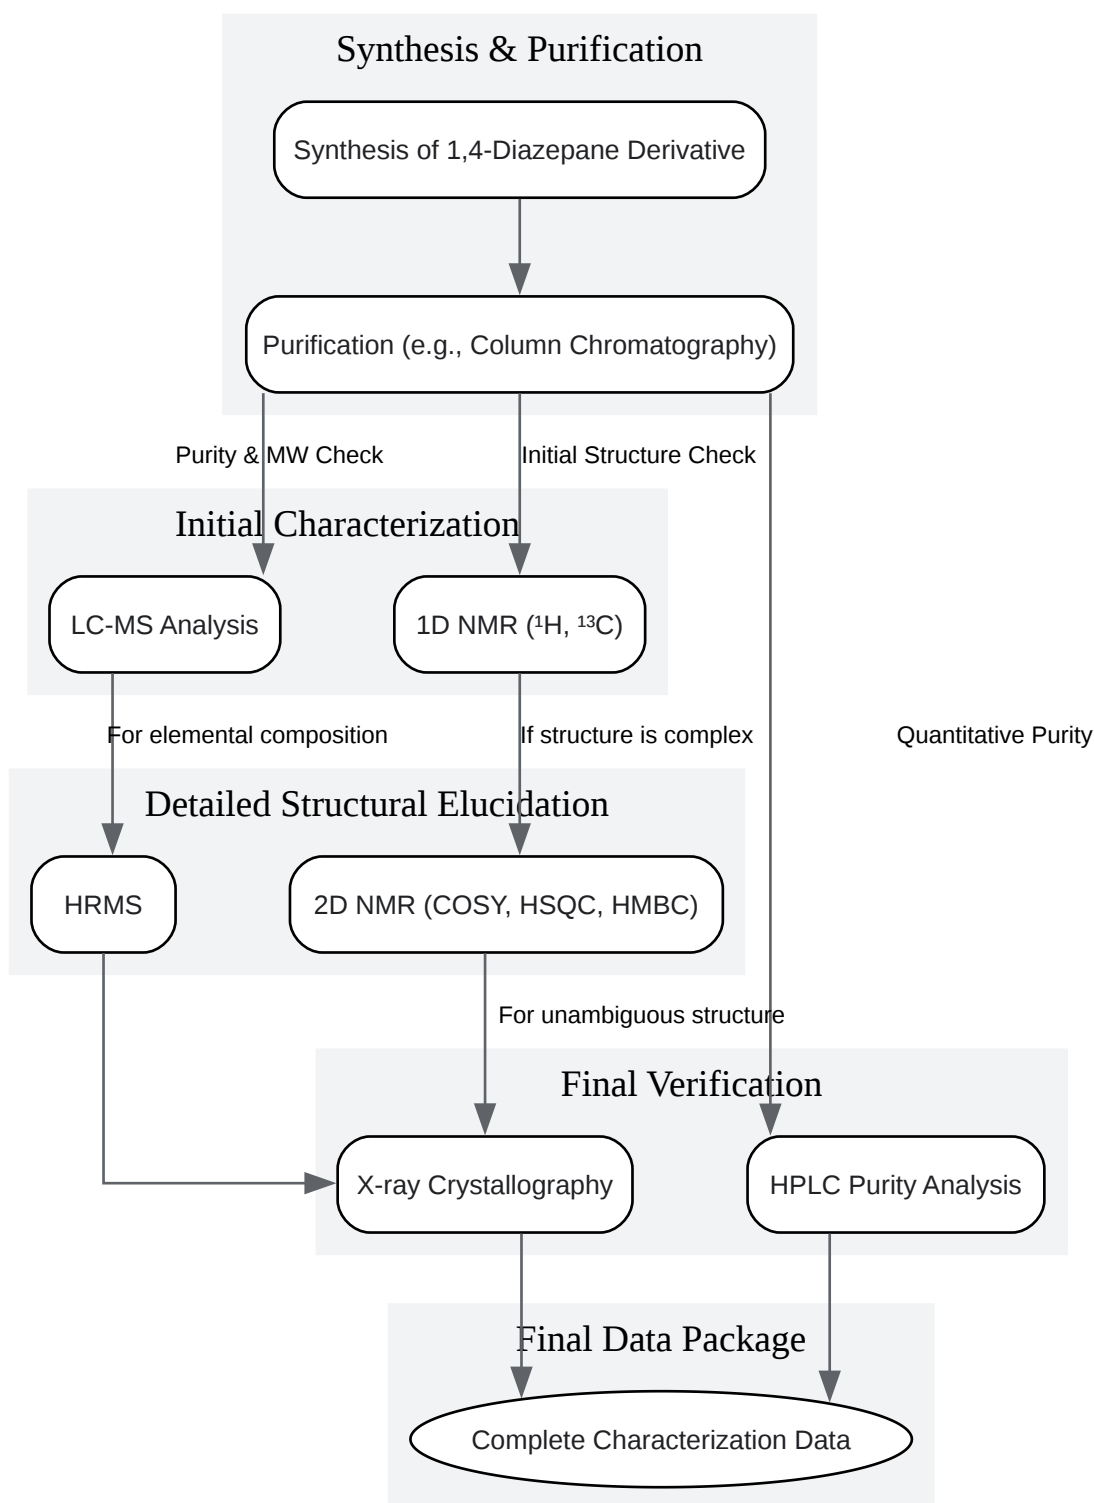 Synthesis & Purification
Synthesis of 1,4-Diazepane Derivative
Purification (e.g., Column Chromatography)
Purity & MW Check
Initial Structure Check
Initial Characterization
LC-MS Analysis
1D NMR (¹H, ¹³C)
For elemental composition
If structure is complex
Quantitative Purity
Detailed Structural Elucidation
HRMS
2D NMR (COSY, HSQC, HMBC)
For unambiguous structure
Final Verification
X-ray Crystallography
HPLC Purity Analysis
Final Data Package
Complete Characterization Data